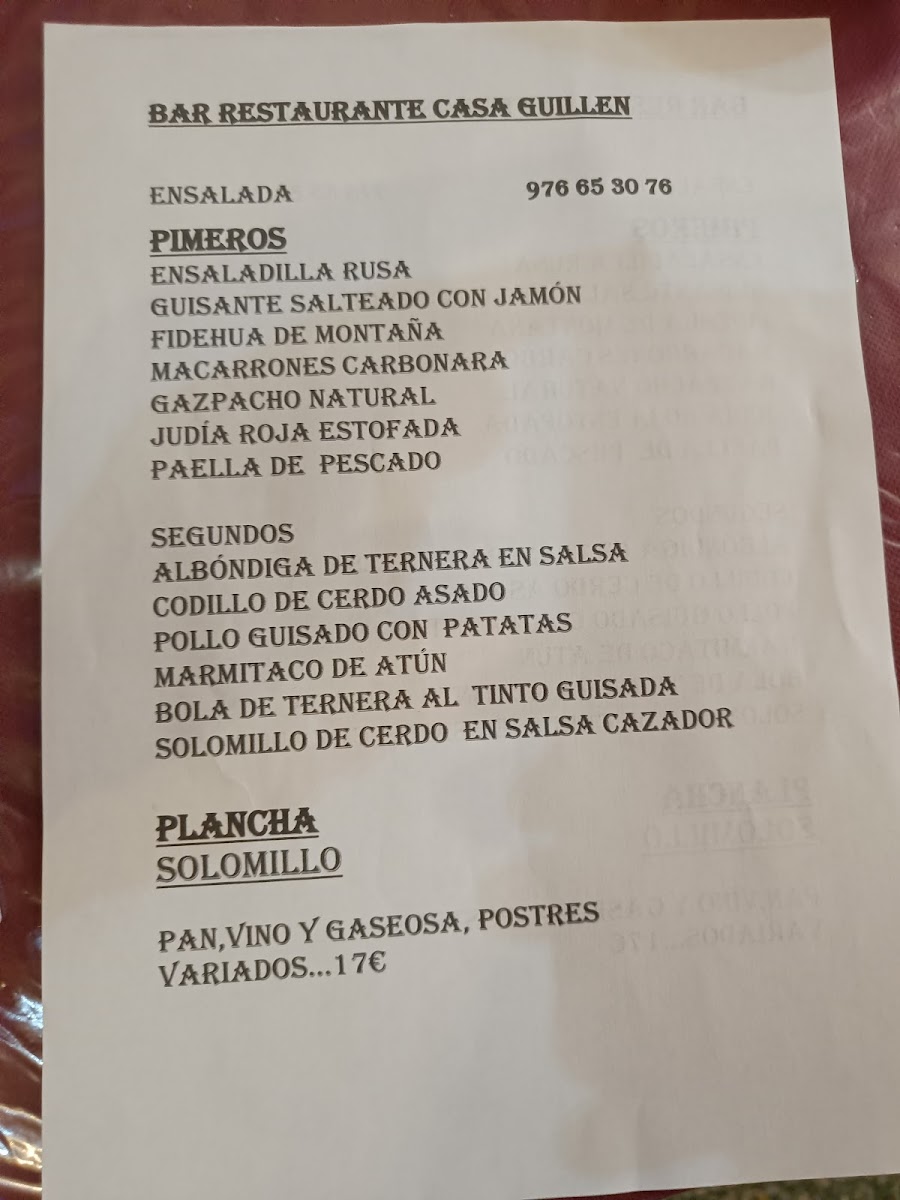 BAR RESTAURANTE CASA GUILLEN
ENSALADA 976 65 30 76
PIMEROS
ENSALADILLA RUSA
GUISANTE SALTEADO CON JAMÓN
FIDEHUA DE MONTAÑA
MACARRONES CARBONARA
GAZPACHO NATURAL
JUDÍA ROJA ESTOFADA
PAELLA DE PESCADO
SEGUNDOS
ALBÓNDIGA DE TERNERA EN SALSA
CODILLO DE CERDO ASADO
POLLO GUISADO CON PATATAS
MARMITACO DE ATÚN
BOLA DE TERNERA AL TINTO GUISADA
SOLOMILLO DE CERDO EN SALSA CAZADOR
PLANCHA
SOLOMILLO
PAN,VINO Y GASEOSA, POSTRES
VARIADOS...17€